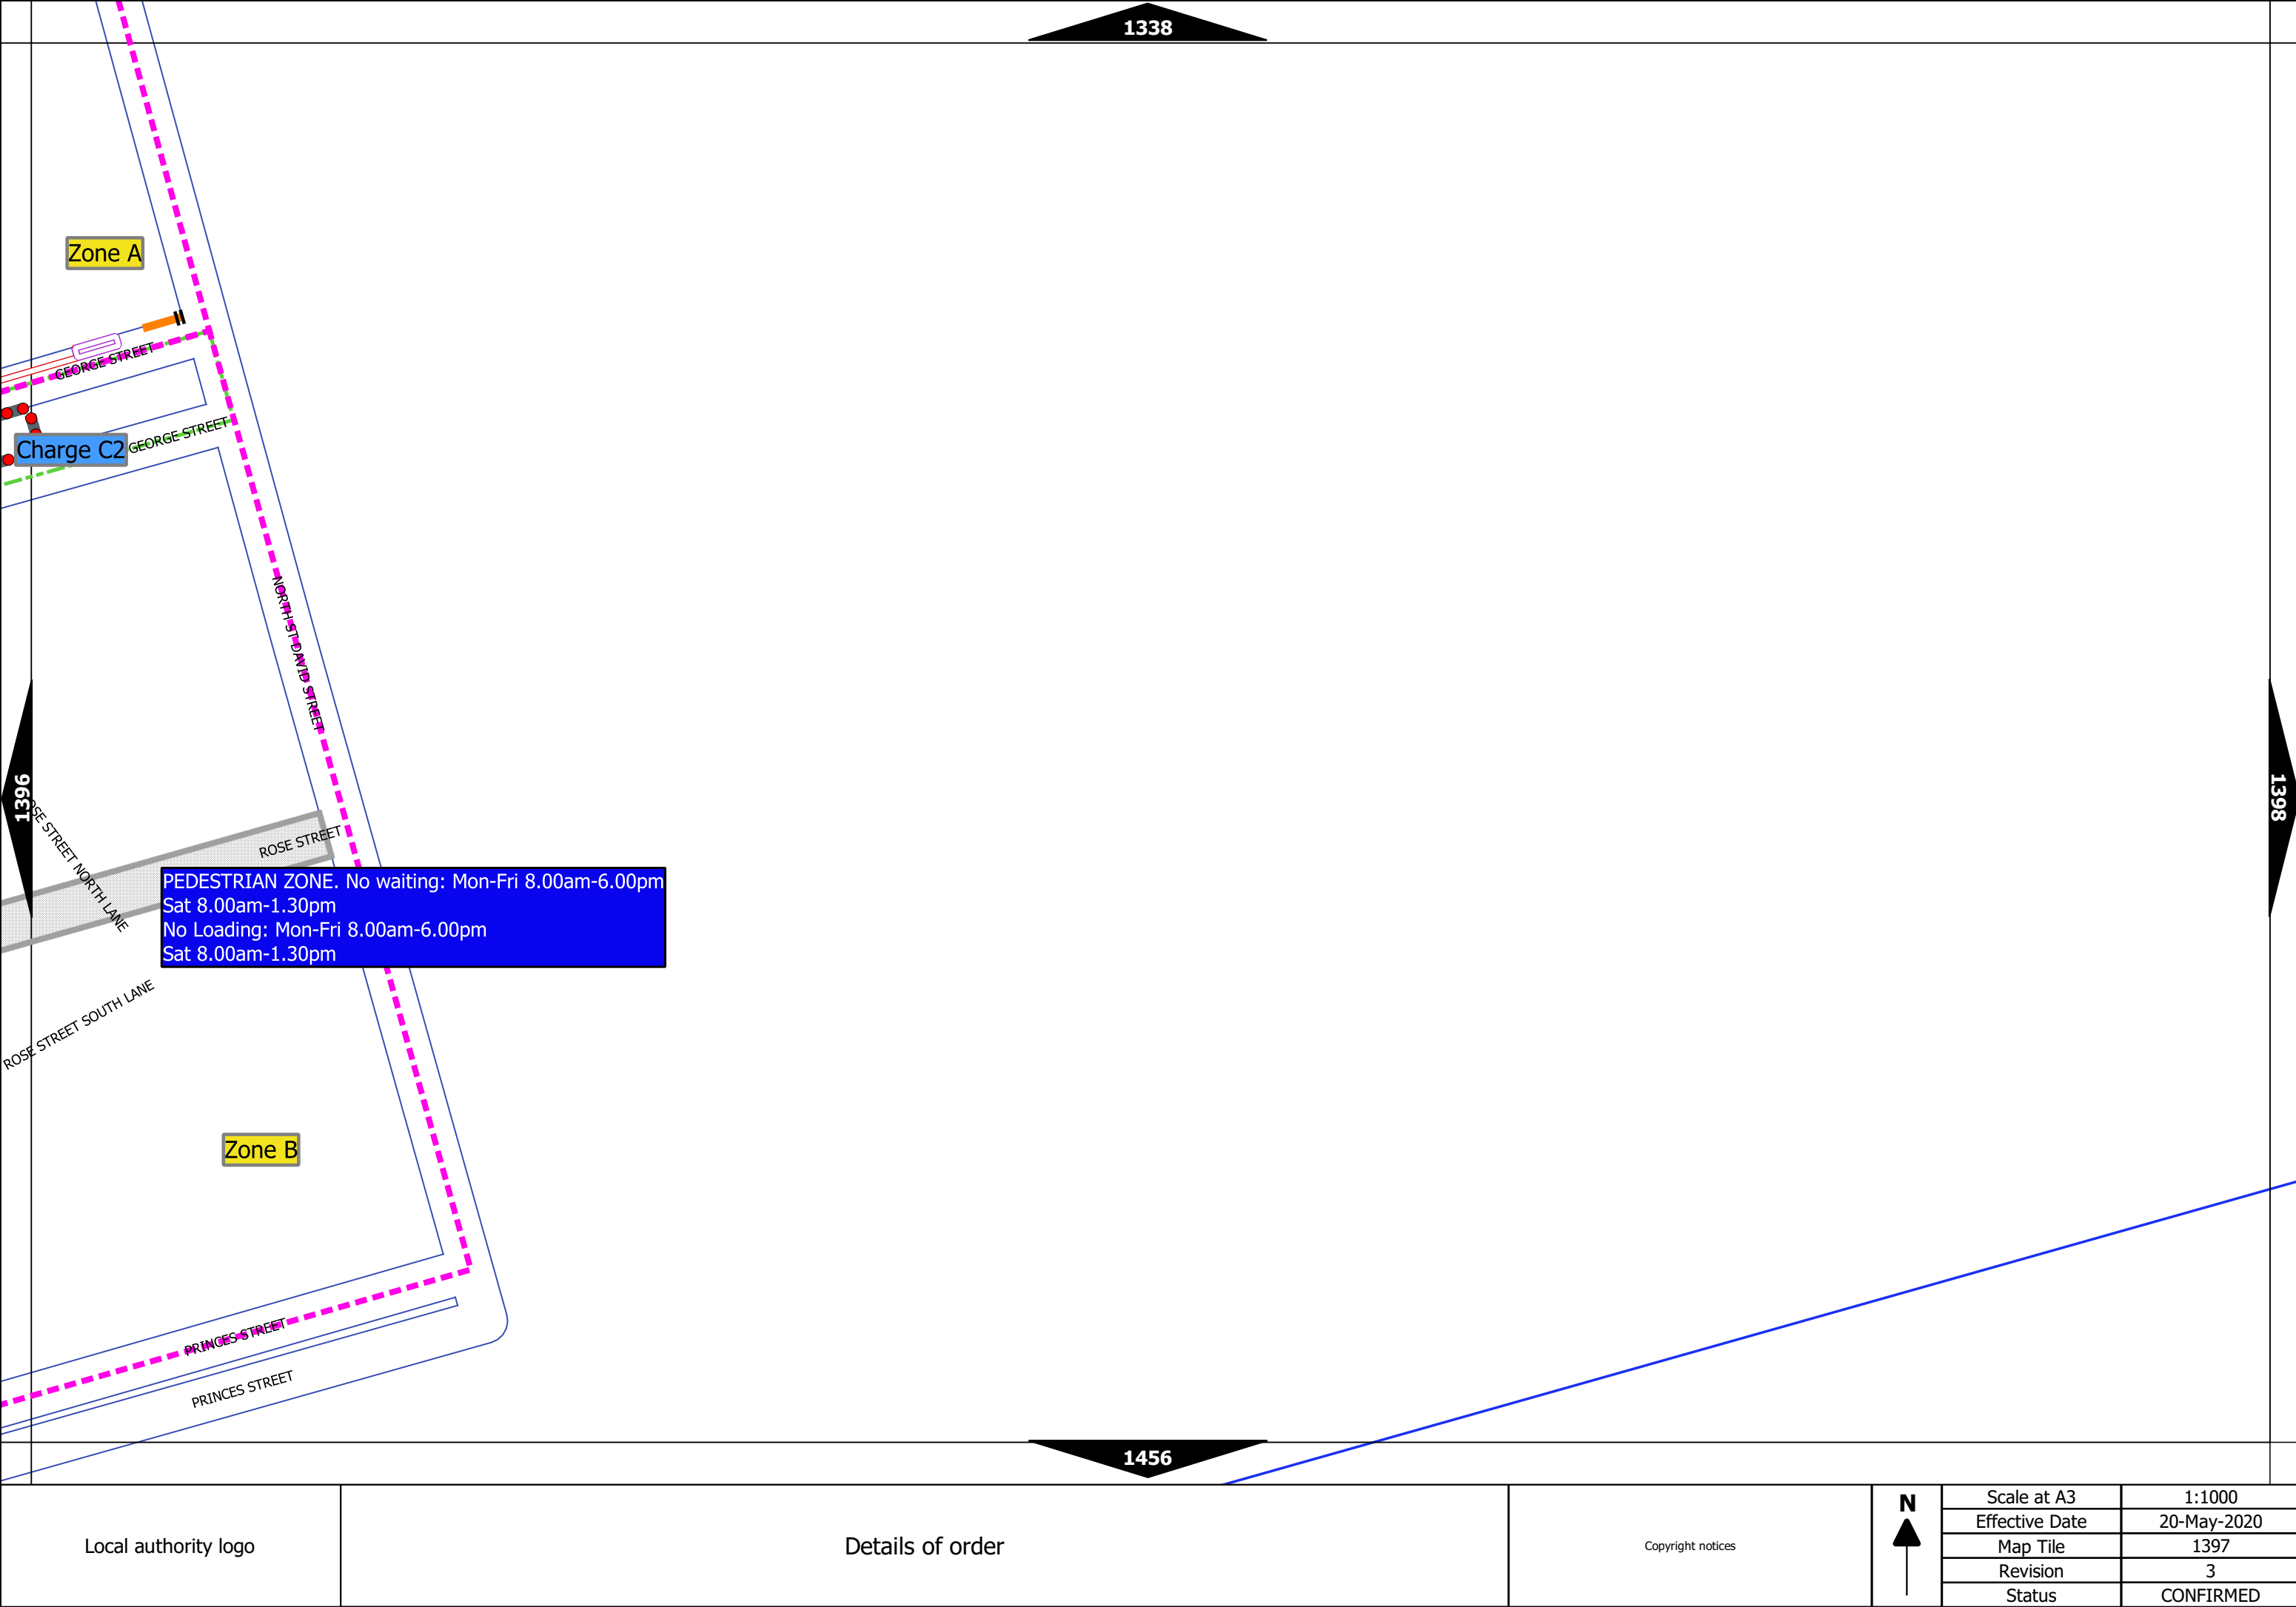 1338
Zone A
GEORGE STREET
GEORGE STREET
Charge C2
NORTH ST DAVID STREET
1396
1398
OSE STREET NORTH LANE
ROSE STREET
PEDESTRIAN ZONE. No waiting: Mon-Fri 8.00am-6.00pm
Sat 8.00am-1.30pm
No Loading: Mon-Fri 8.00am-6.00pm
Sat 8.00am-1.30pm
ROSE STREET SOUTH LANE
Zone B
PRINCES STREET
PRINCES STREET
1456
Local authority logo
Details of order
Copyright notices
N
Scale at A3 1:1000
Effective Date 20-May-2020
Map Tile 1397
Revision 3
Status CONFIRMED